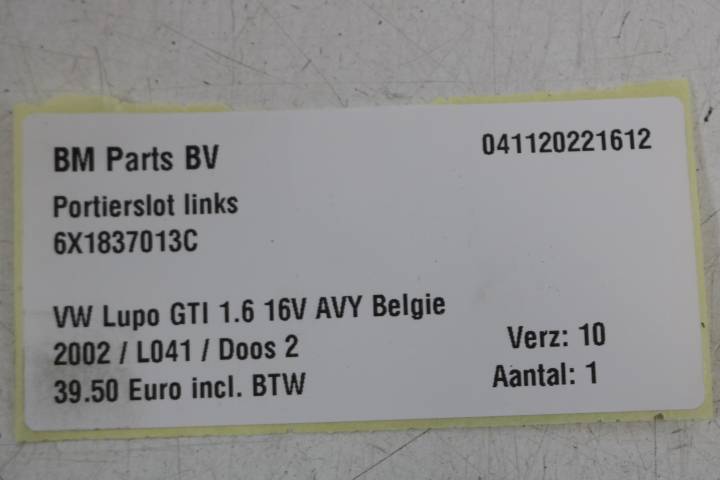 BM Parts BV 041120221612
Portierslot links
6X1837013C
VW Lupo GTI 1.6 16V AVY Belgie
2002 / L041 / Doos 2 Verz: 10
39.50 Euro incl. BTW Aantal: 1